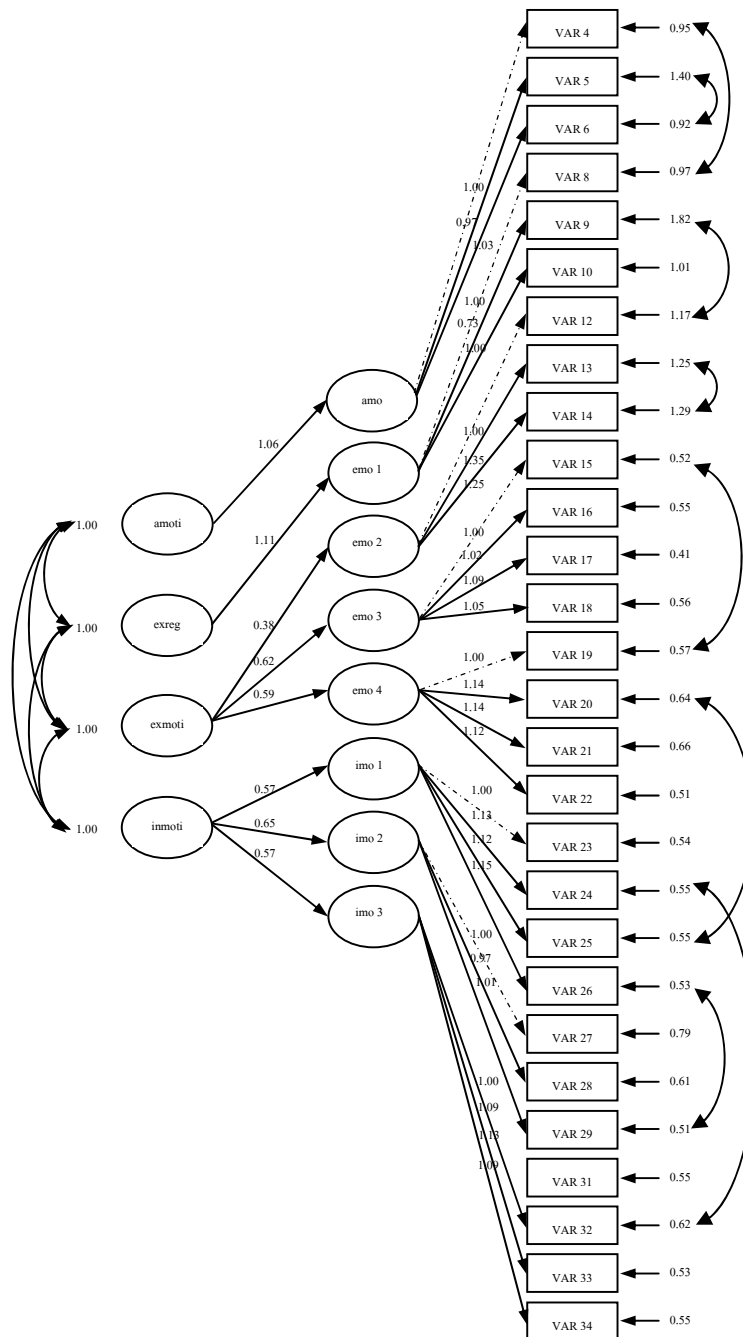 VAR 4
0.95
VAR 5
1.40
VAR 6
0.92
VAR 8
0.97
VAR 9
1.82
VAR 10
1.01
VAR 12
1.17
VAR 13
1.25
VAR 14
1.29
VAR 15
0.52
VAR 16
0.55
VAR 17
0.41
VAR 18
0.56
VAR 19
0.57
VAR 20
0.64
VAR 21
0.66
VAR 22
0.51
VAR 23
0.54
VAR 24
0.55
VAR 25
0.55
VAR 26
0.53
VAR 27
0.79
VAR 28
0.61
VAR 29
0.51
VAR 31
0.55
VAR 32
0.62
VAR 33
0.53
VAR 34
0.55
1.00
0.97
1.03
1.00
0.73
1.00
1.00
1.35
1.25
1.00
1.02
1.09
1.05
1.00
1.14
1.14
1.12
1.00
1.13
1.12
1.15
1.00
0.97
1.01
1.00
1.09
1.13
1.09
amo
emo 1
emo 2
emo 3
emo 4
imo 1
imo 2
imo 3
1.06
1.11
0.38
0.62
0.59
0.57
0.65
0.57
1.00
amoti
1.00
exreg
1.00
exmoti
1.00
inmoti